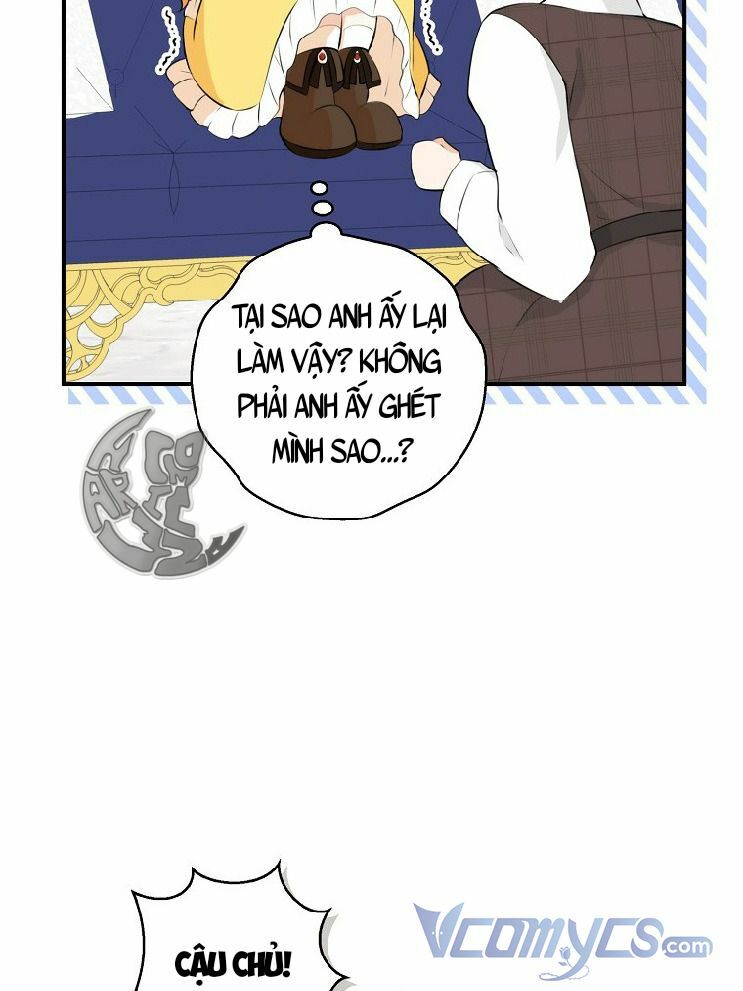 TẠI SAO ANH ẤY LẠI
LÀM VẬY? KHÔNG
PHẢI ANH ẤY GHÉT
MÌNH SAO...?
CẬU CHỦ!
VCOMYCS.com